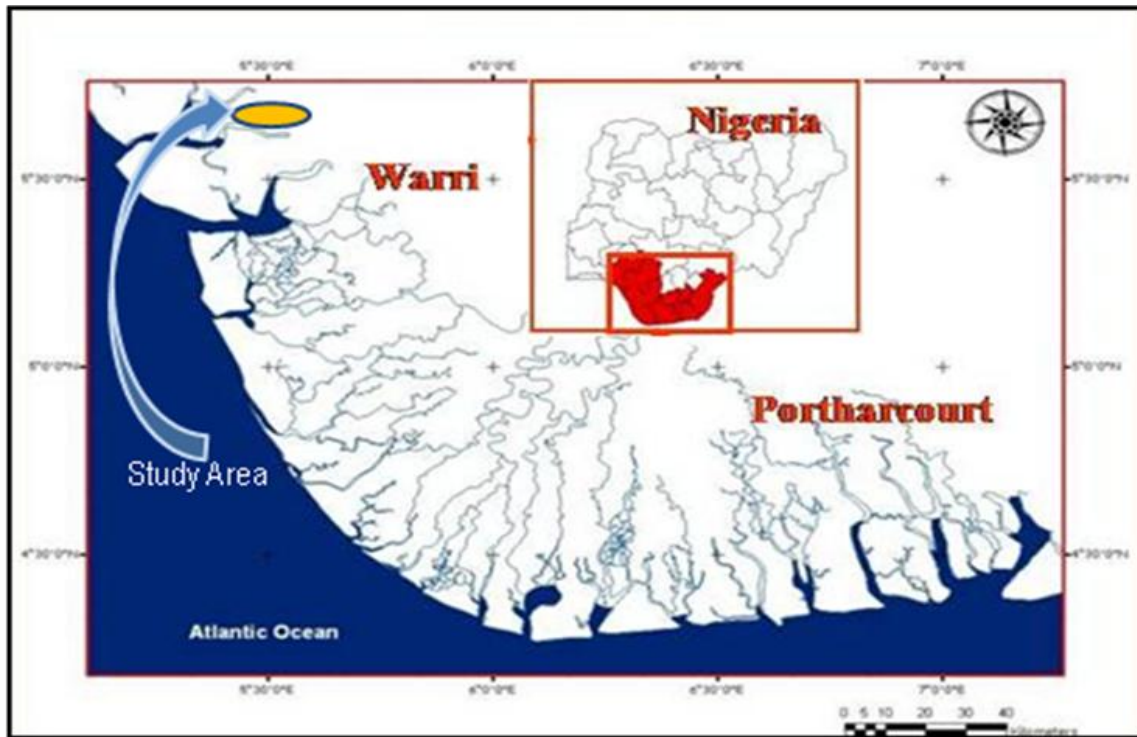 5°30'0"E 6°0'0"E 6°30'0"E 7°0'0"E
Nigeria
Warri
5°30'0"N 5°30'0"N
5°0'0"N 5°0'0"N
Portharcourt
Study Area
4°30'0"N 4°30'0"N
Atlantic Ocean
5°30'0"E 6°0'0"E 6°30'0"E 7°0'0"E
0 5 10 20 30 40
Kilometers